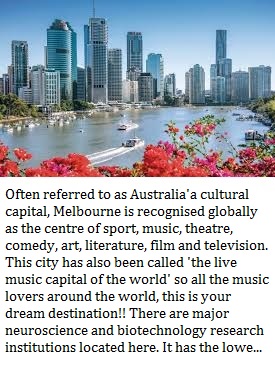 Often referred to as Australia'a cultural
capital, Melbourne is recognised globally
as the centre of sport, music, theatre,
comedy, art, literature, film and television.
This city has also been called 'the live
music capital of the world' so all the music
lovers around the world, this is your
dream destination!! There are major
neuroscience and biotechnology research
institutions located here. It has the lowe...